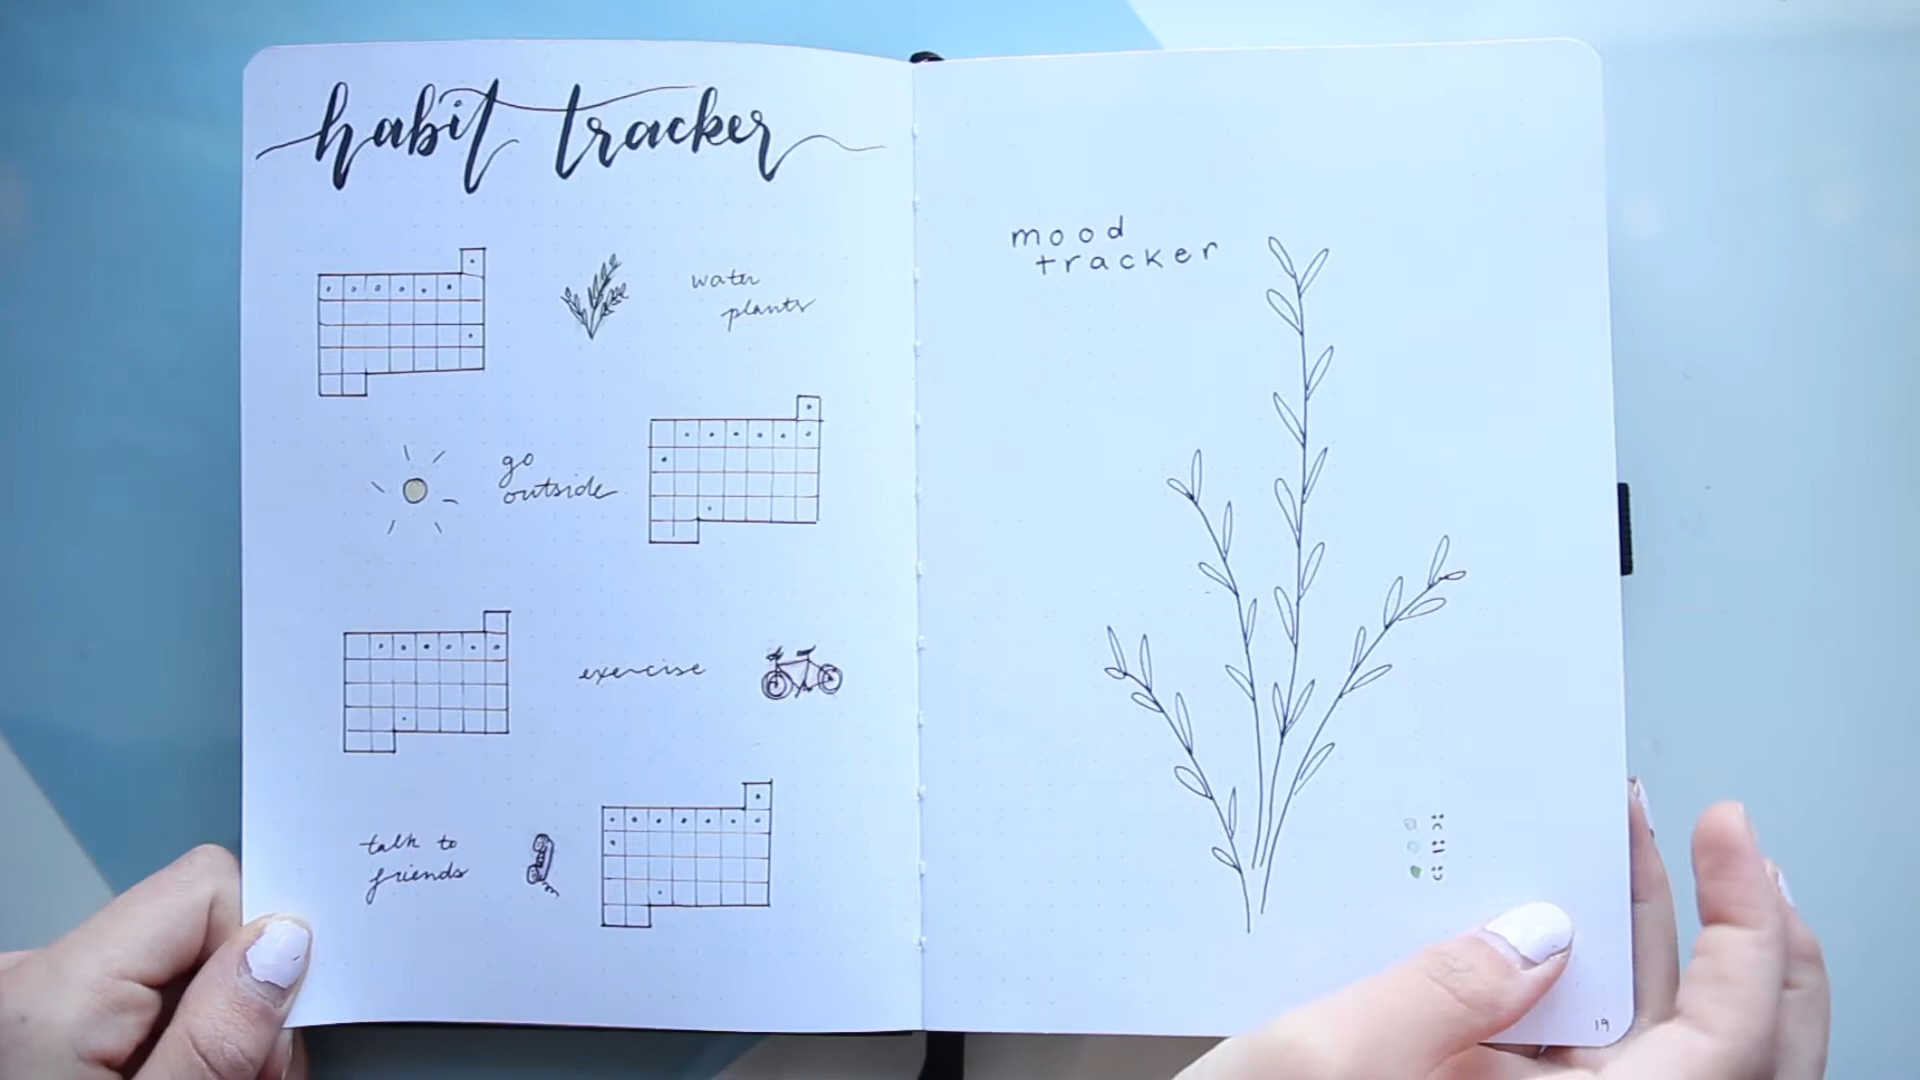 habit tracker
water
plants
go
outside
exercise
talk to
friends
mood
tracker
19